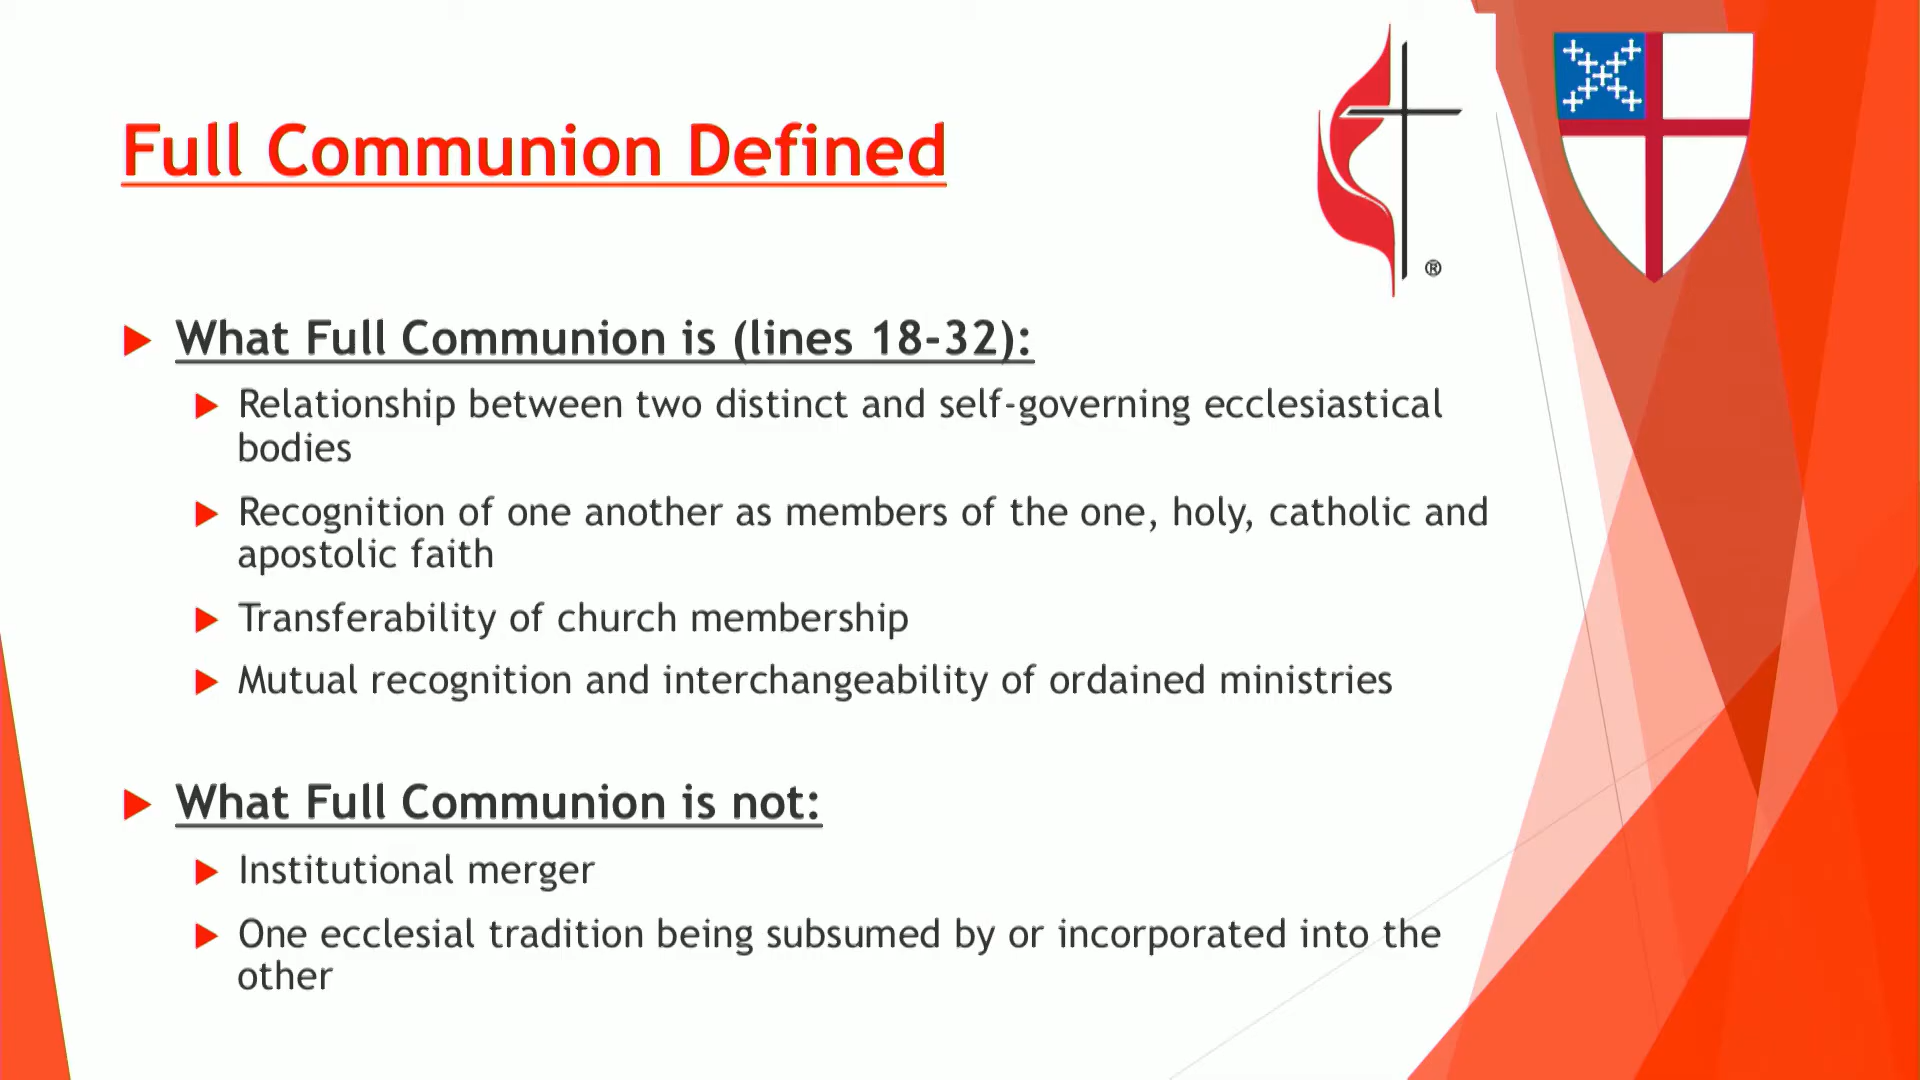 Full Communion Defined
®
What Full Communion is (lines 18-32):
Relationship between two distinct and self-governing ecclesiastical
bodies
Recognition of one another as members of the one, holy, catholic and
apostolic faith
Transferability of church membership
Mutual recognition and interchangeability of ordained ministries
What Full Communion is not:
Institutional merger
One ecclesial tradition being subsumed by or incorporated into the
other